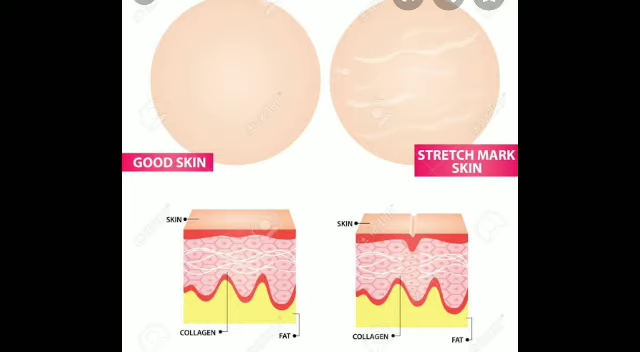 GOOD SKIN
STRETCH MARK
SKIN
SKIN
SKIN
COLLAGEN
FAT
COLLAGEN
FAT